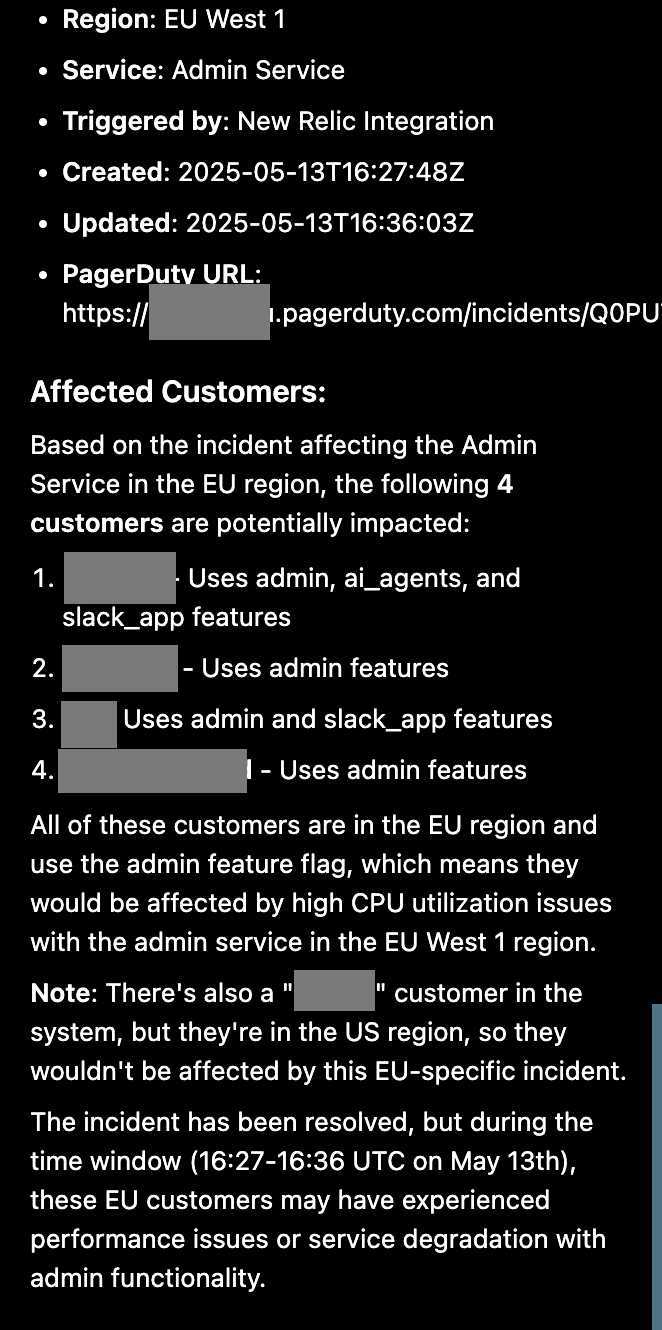 • Region: EU West 1
• Service: Admin Service
• Triggered by: New Relic Integration
• Created: 2025-05-13T16:27:48Z
• Updated: 2025-05-13T16:36:03Z
• PagerDuty URL:
https:// .pagerduty.com/incidents/Q0PU
Affected Customers:
Based on the incident affecting the Admin
Service in the EU region, the following 4
customers are potentially impacted:
1. - Uses admin, ai_agents, and
slack_app features
2. - Uses admin features
3. Uses admin and slack_app features
4. - Uses admin features
All of these customers are in the EU region and
use the admin feature flag, which means they
would be affected by high CPU utilization issues
with the admin service in the EU West 1 region.
Note: There's also a " " customer in the
system, but they're in the US region, so they
wouldn't be affected by this EU-specific incident.
The incident has been resolved, but during the
time window (16:27-16:36 UTC on May 13th),
these EU customers may have experienced
performance issues or service degradation with
admin functionality.